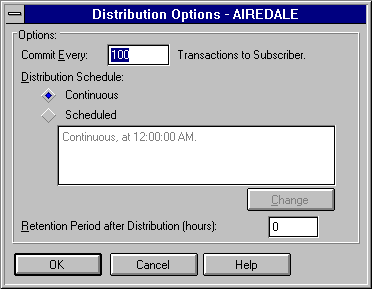 Distribution Options - AIREDALE
Options:
Commit Every: 100 Transactions to Subscriber.
Distribution Schedule:
Continuous
Scheduled
Continuous, at 12:00:00 AM.
Change
Retention Period after Distribution (hours): 0
OK Cancel Help